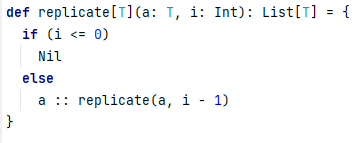 def replicate[T](a: T, i: Int): List[T] = {
  if (i <= 0)
    Nil
  else
    a :: replicate(a, i - 1)
}